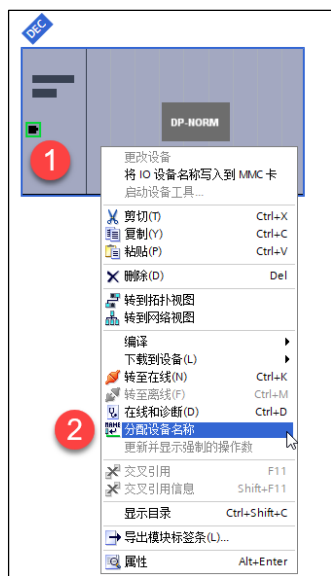 DEC
DP-NORM
1
更改设备
将 IO 设备名称写入到 MMC 卡
启动设备工具...
剪切(T) Ctrl+X
复制(Y) Ctrl+C
粘贴(P) Ctrl+V
删除(D) Del
转到拓扑视图
转到网络视图
编译
下载到设备(L)
转至在线(N) Ctrl+K
转至离线(F) Ctrl+M
在线和诊断(D) Ctrl+D
2
NAME
分配设备名称
更新并显示强制的操作数
交叉引用 F11
交叉引用信息 Shift+F11
显示目录 Ctrl+Shift+C
导出模块标签条(L)...
属性 Alt+Enter